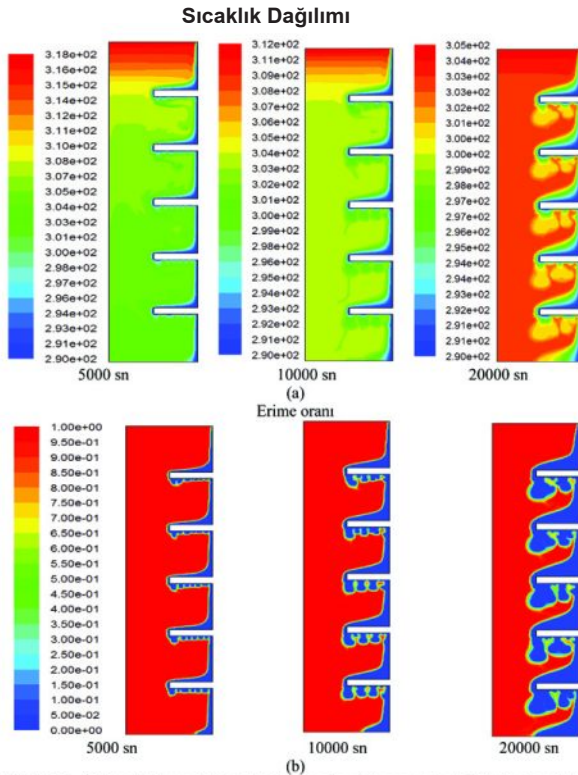 Sıcaklık Dağılımı
3.18e+02
3.16e+02
3.15e+02
3.14e+02
3.12e+02
3.11e+02
3.10e+02
3.08e+02
3.07e+02
3.05e+02
3.04e+02
3.03e+02
3.01e+02
3.00e+02
2.98e+02
2.97e+02
2.96e+02
2.94e+02
2.93e+02
2.91e+02
2.90e+02
5000 sn
3.12e+02
3.11e+02
3.09e+02
3.08e+02
3.07e+02
3.06e+02
3.05e+02
3.04e+02
3.03e+02
3.02e+02
3.01e+02
3.00e+02
2.99e+02
2.98e+02
2.96e+02
2.95e+02
2.94e+02
2.93e+02
2.92e+02
2.91e+02
2.90e+02
10000 sn
3.05e+02
3.04e+02
3.03e+02
3.03e+02
3.02e+02
3.01e+02
3.00e+02
3.00e+02
2.99e+02
2.98e+02
2.97e+02
2.97e+02
2.96e+02
2.95e+02
2.94e+02
2.94e+02
2.93e+02
2.92e+02
2.91e+02
2.91e+02
2.90e+02
20000 sn
(a)
Erime oranı
1.00e+00
9.50e-01
9.00e-01
8.50e-01
8.00e-01
7.50e-01
7.00e-01
6.50e-01
6.00e-01
5.50e-01
5.00e-01
4.50e-01
4.00e-01
3.50e-01
3.00e-01
2.50e-01
2.00e-01
1.50e-01
1.00e-01
5.00e-02
0.00e+00
5000 sn
10000 sn
20000 sn
(b)